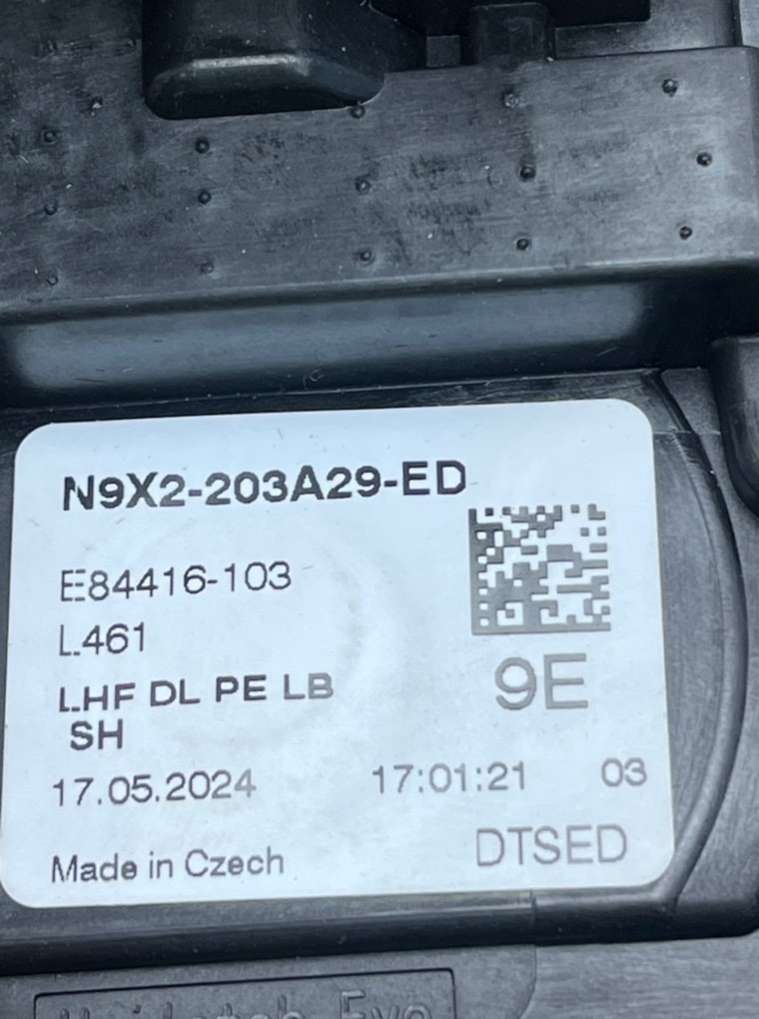 N9X2-203A29-ED
E84416-103
L461
LHF DL PE LB
SH
9E
17.05.2024 17:01:21 03
Made in Czech DTSED
Evo